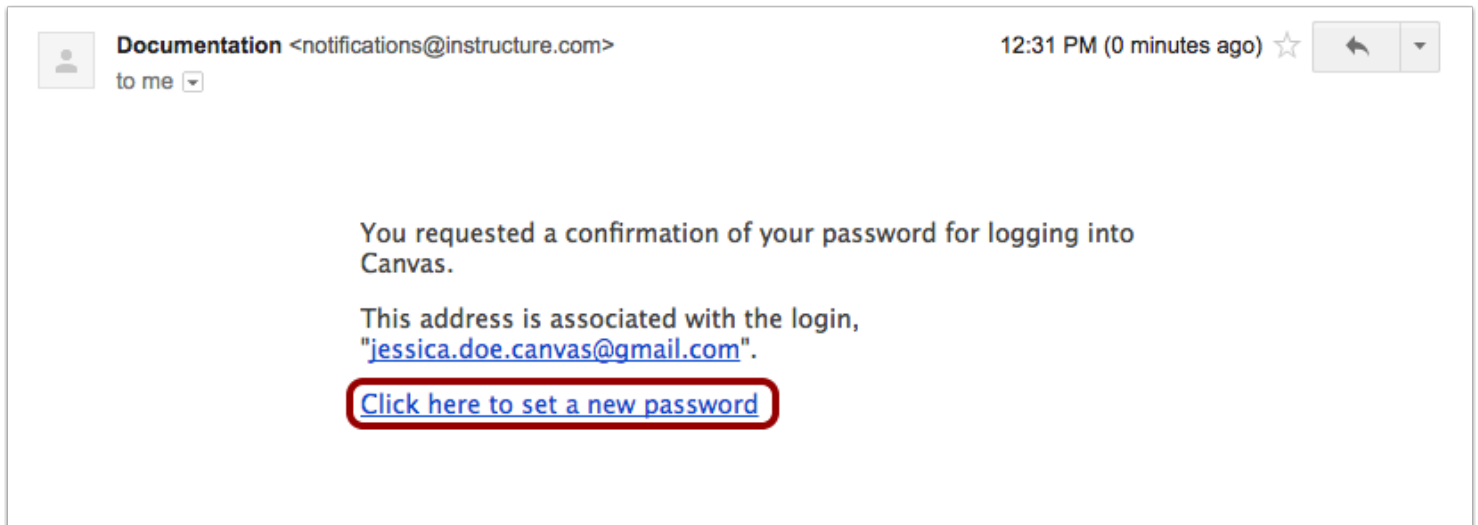 Documentation <notifications@instructure.com> 12:31 PM (0 minutes ago)
to me
You requested a confirmation of your password for logging into
Canvas.
This address is associated with the login,
"jessica.doe.canvas@gmail.com".
Click here to set a new password